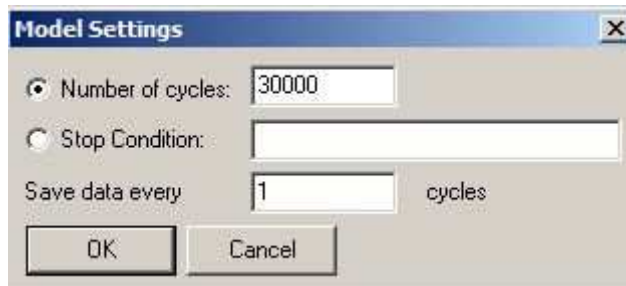 Model Settings
Number of cycles: 30000
Stop Condition:
Save data every 1 cycles
OK Cancel